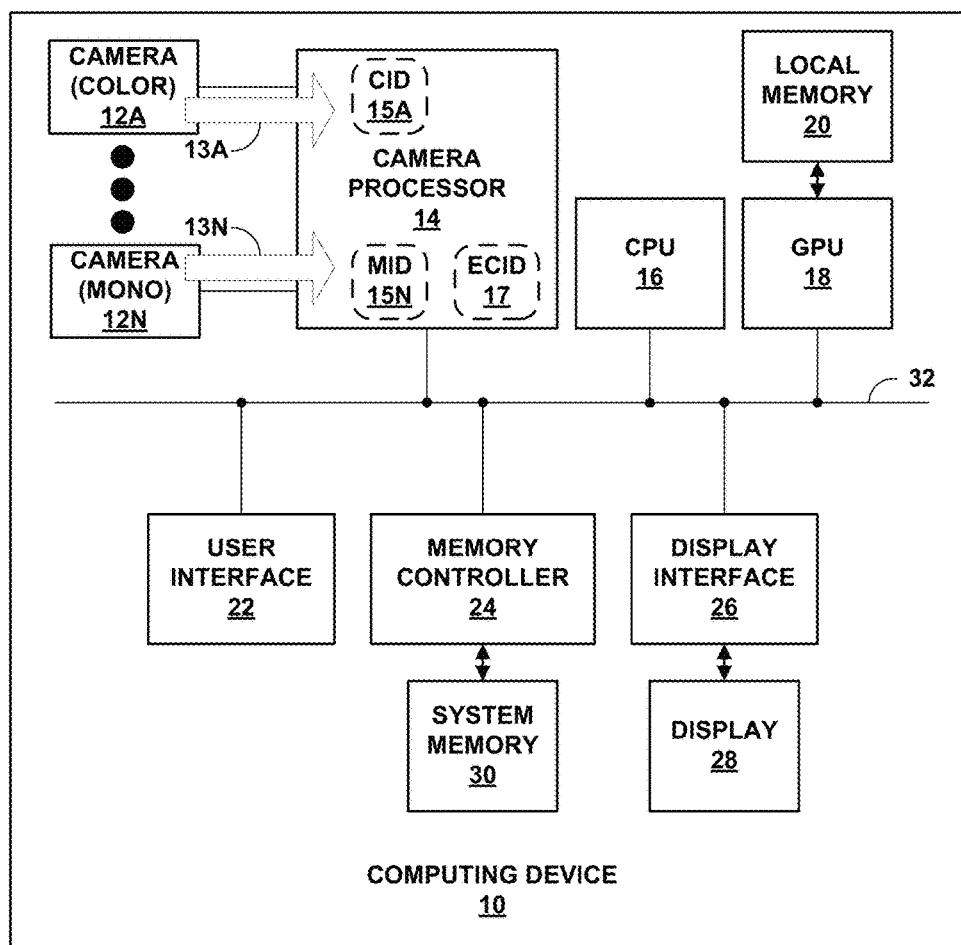 CAMERA
(COLOR)
12A
13A
CID
15A
CAMERA
PROCESSOR
14
13N
CAMERA
(MONO)
12N
MID
15N
ECID
17
LOCAL
MEMORY
20
CPU
16
GPU
18
32
USER
INTERFACE
22
MEMORY
CONTROLLER
24
DISPLAY
INTERFACE
26
SYSTEM
MEMORY
30
DISPLAY
28
COMPUTING DEVICE
10